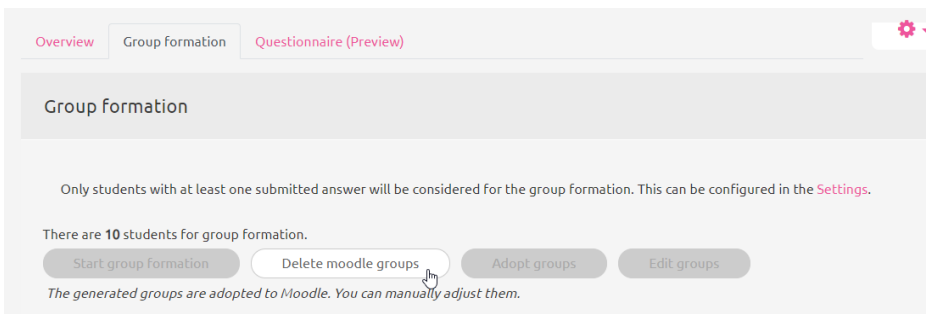 Overview Group formation Questionnaire (Preview)
Group formation
Only students with at least one submitted answer will be considered for the group formation. This can be configured in the Settings.
There are 10 students for group formation.
Start group formation Delete moodle groups Adopt groups Edit groups
The generated groups are adopted to Moodle. You can manually adjust them.